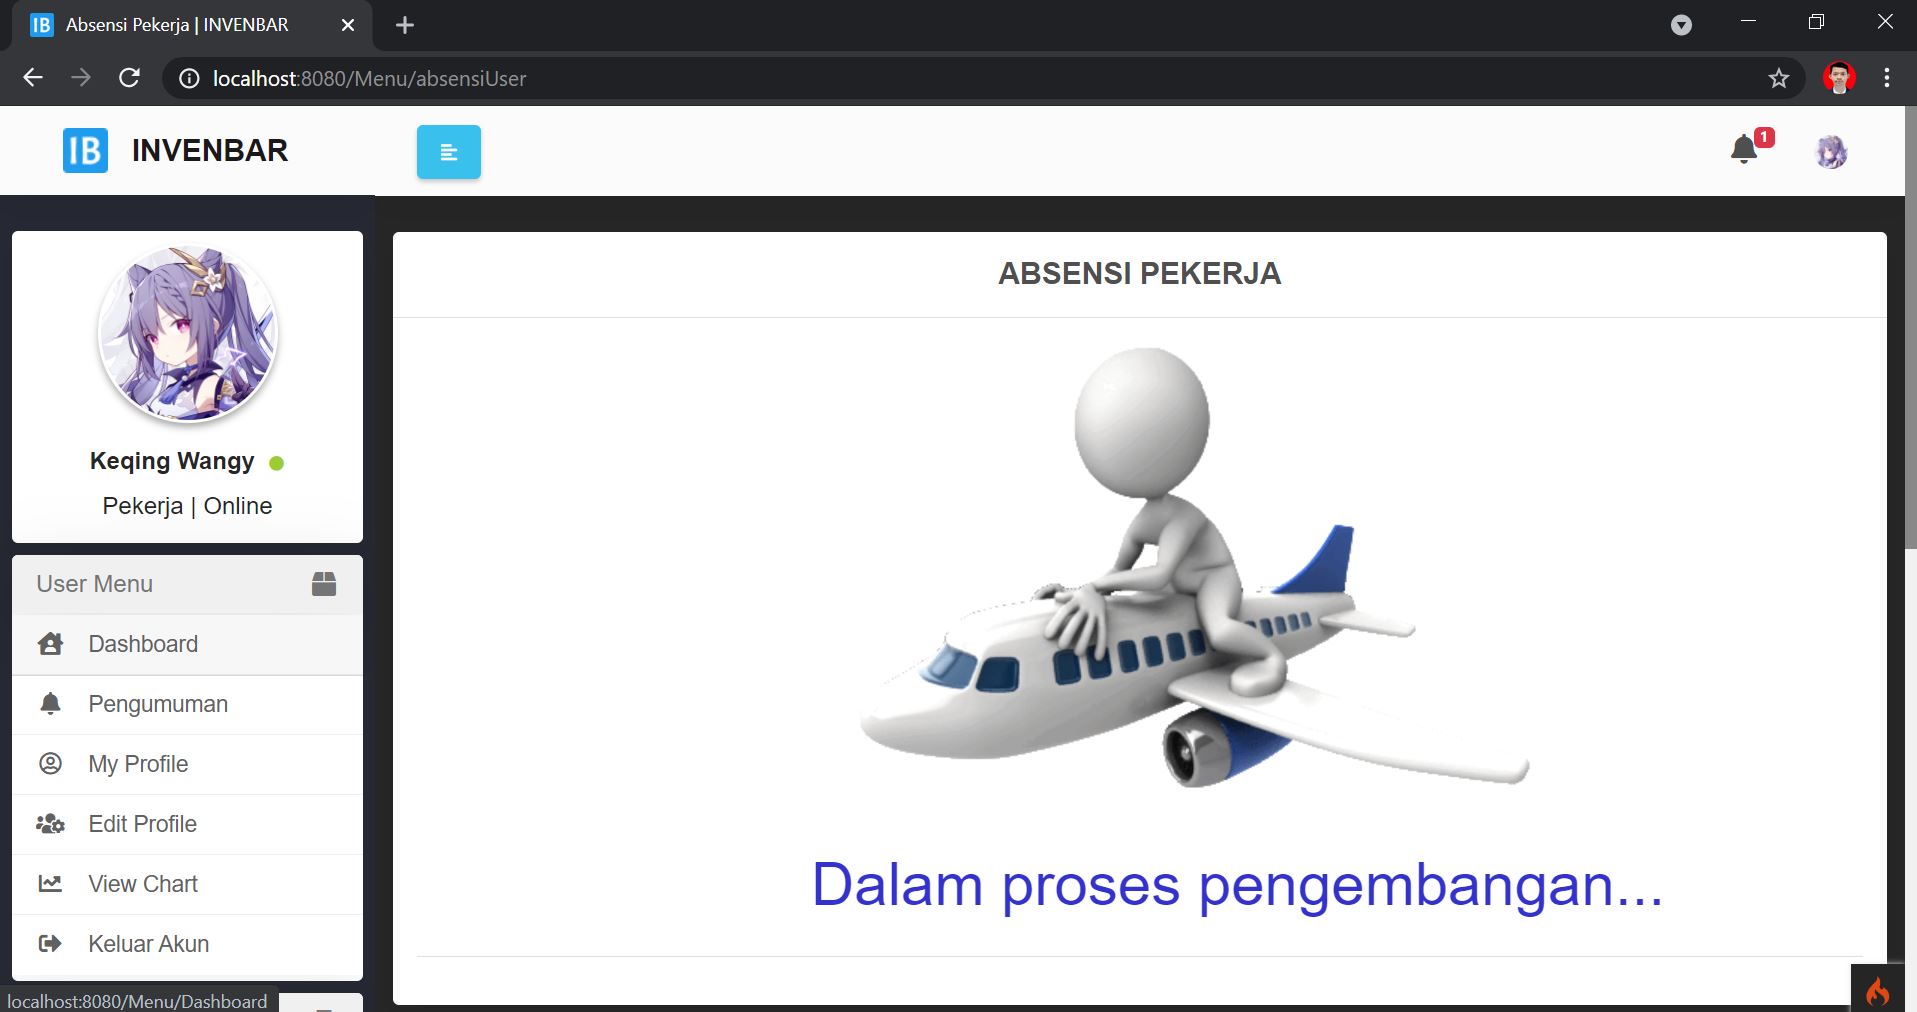 IB Absensi Pekerja | INVENBAR
localhost:8080/Menu/absensiUser
IB INVENBAR
1
Keqing Wangy
Pekerja | Online
User Menu
Dashboard
Pengumuman
My Profile
Edit Profile
View Chart
Keluar Akun
ABSENSI PEKERJA
Dalam proses pengembangan...
localhost:8080/Menu/Dashboard